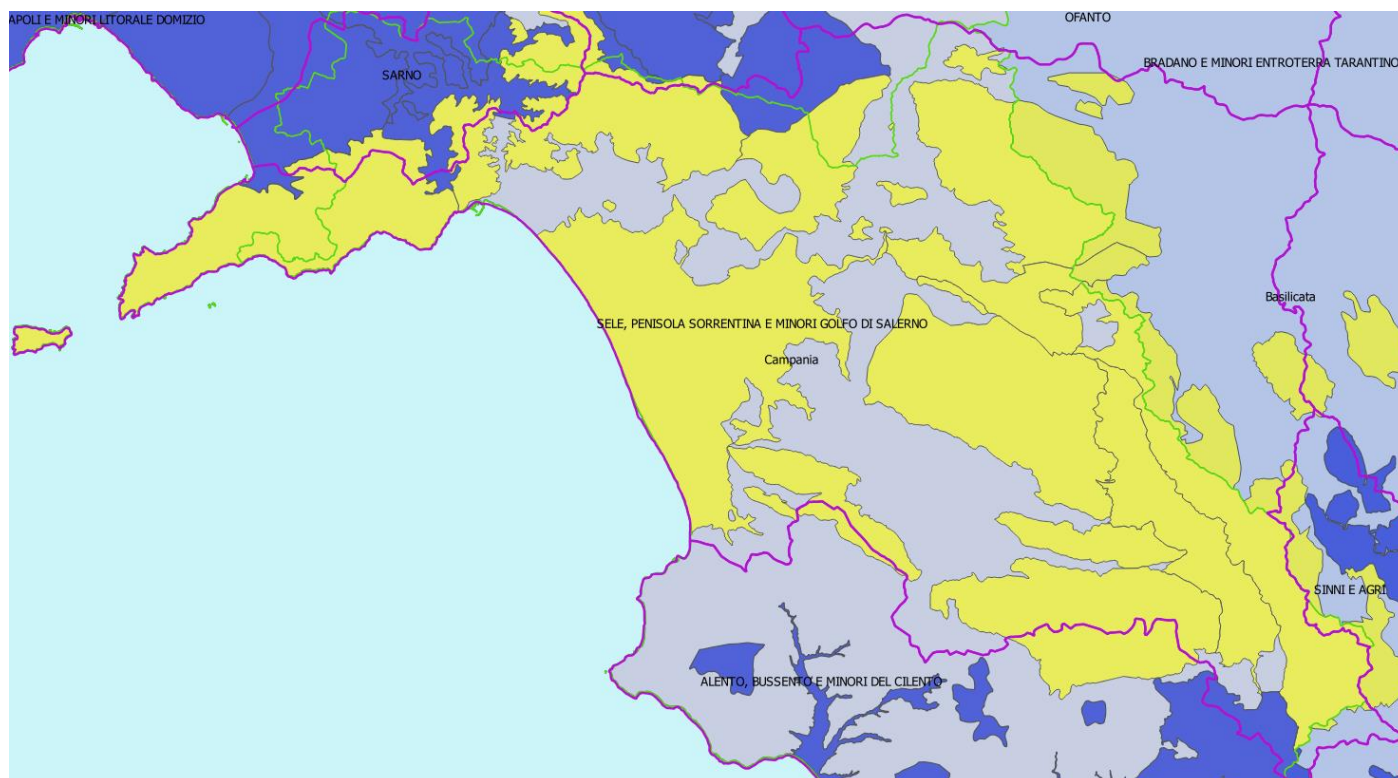 APOLI E MINORI LITORALE DOMIZIO
OFANTO
BRADANO E MINORI ENTROTERRA TARANTINO
SARNO
Basilicata
SELE, PENISOLA SORRENTINA E MINORI GOLFO DI SALERNO
Campania
SINNI E AGRI
ALENTO, BUSSENTO E MINORI DEL CILENTO